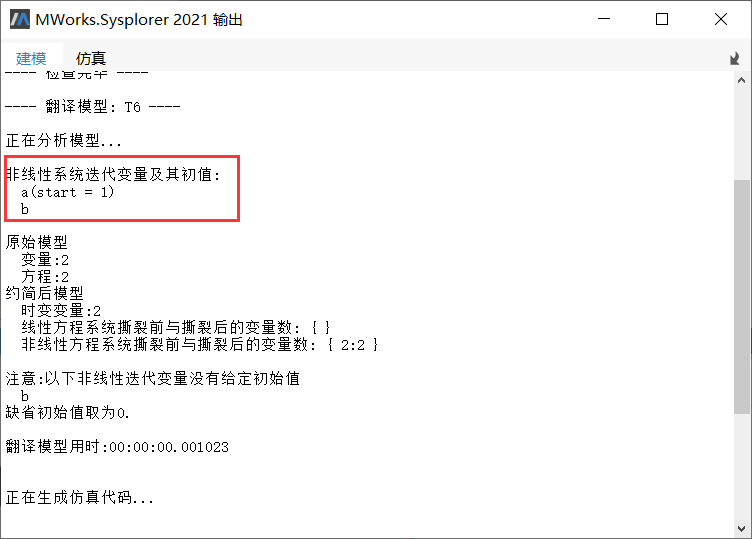 MWorks.Sysplorer 2021 输出
建模 仿真
---- 检查完毕 ----
---- 翻译模型: T6 ----
正在分析模型...
非线性系统迭代变量及其初值:
a(start = 1)
b
原始模型
变量:2
方程:2
约简后模型
时变变量:2
线性方程系统撕裂前与撕裂后的变量数: { }
非线性方程系统撕裂前与撕裂后的变量数: { 2:2 }
注意:以下非线性迭代变量没有给定初始值
b
缺省初始值取为0.
翻译模型用时:00:00:00.001023
正在生成仿真代码...